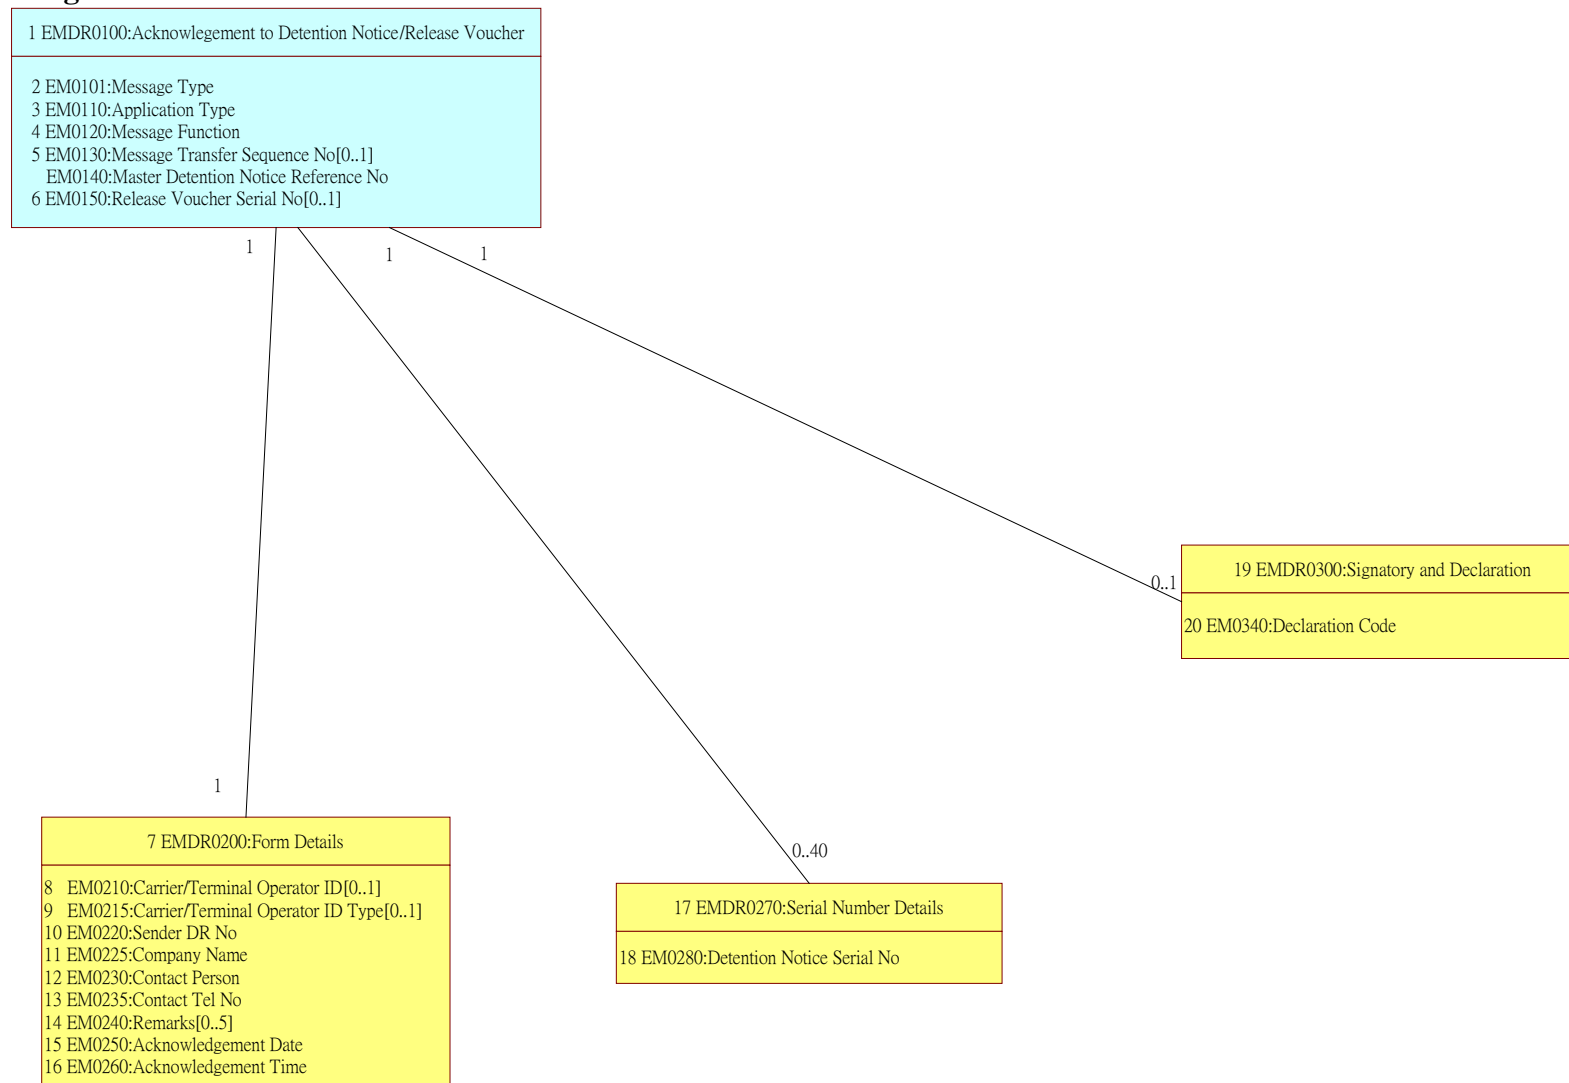 1 EMDR0100:Acknowlegement to Detention Notice/Release Voucher
2 EM0101:Message Type
3 EM0110:Application Type
4 EM0120:Message Function
5 EM0130:Message Transfer Sequence No[0..1]
EM0140:Master Detention Notice Reference No
6 EM0150:Release Voucher Serial No[0..1]
1
1
1
0..1
19 EMDR0300:Signatory and Declaration
20 EM0340:Declaration Code
1
7 EMDR0200:Form Details
8 EM0210:Carrier/Terminal Operator ID[0..1]
9 EM0215:Carrier/Terminal Operator ID Type[0..1]
10 EM0220:Sender DR No
11 EM0225:Company Name
12 EM0230:Contact Person
13 EM0235:Contact Tel No
14 EM0240:Remarks[0..5]
15 EM0250:Acknowledgement Date
16 EM0260:Acknowledgement Time
0..40
17 EMDR0270:Serial Number Details
18 EM0280:Detention Notice Serial No